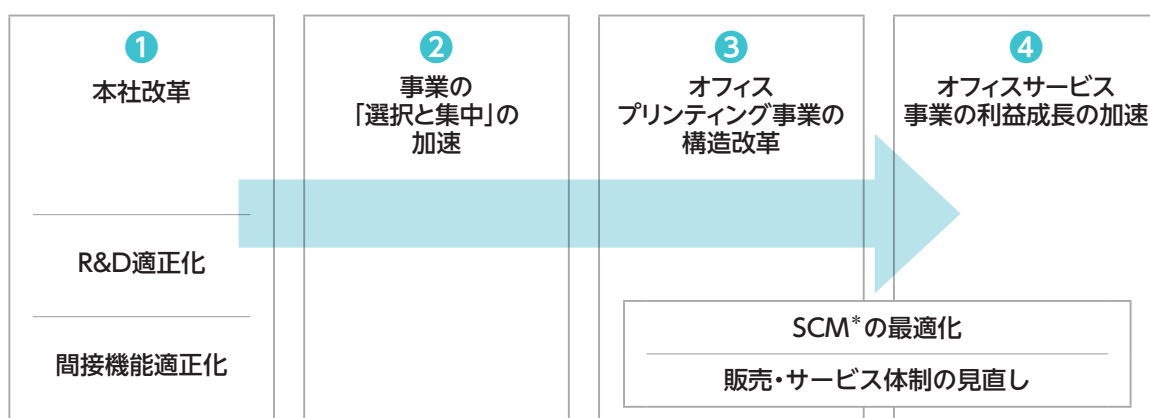 1
本社改革
R&D適正化
間接機能適正化
2
事業の
「選択と集中」の
加速
3
オフィス
プリンティング事業の
構造改革
4
オフィスサービス
事業の利益成長の加速
SCM*の最適化
販売・サービス体制の見直し